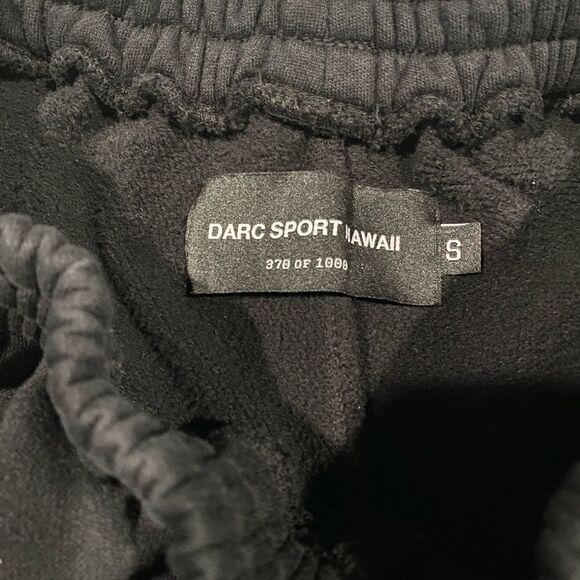 DARC SPORT HAWAII
370 OF 1000
S